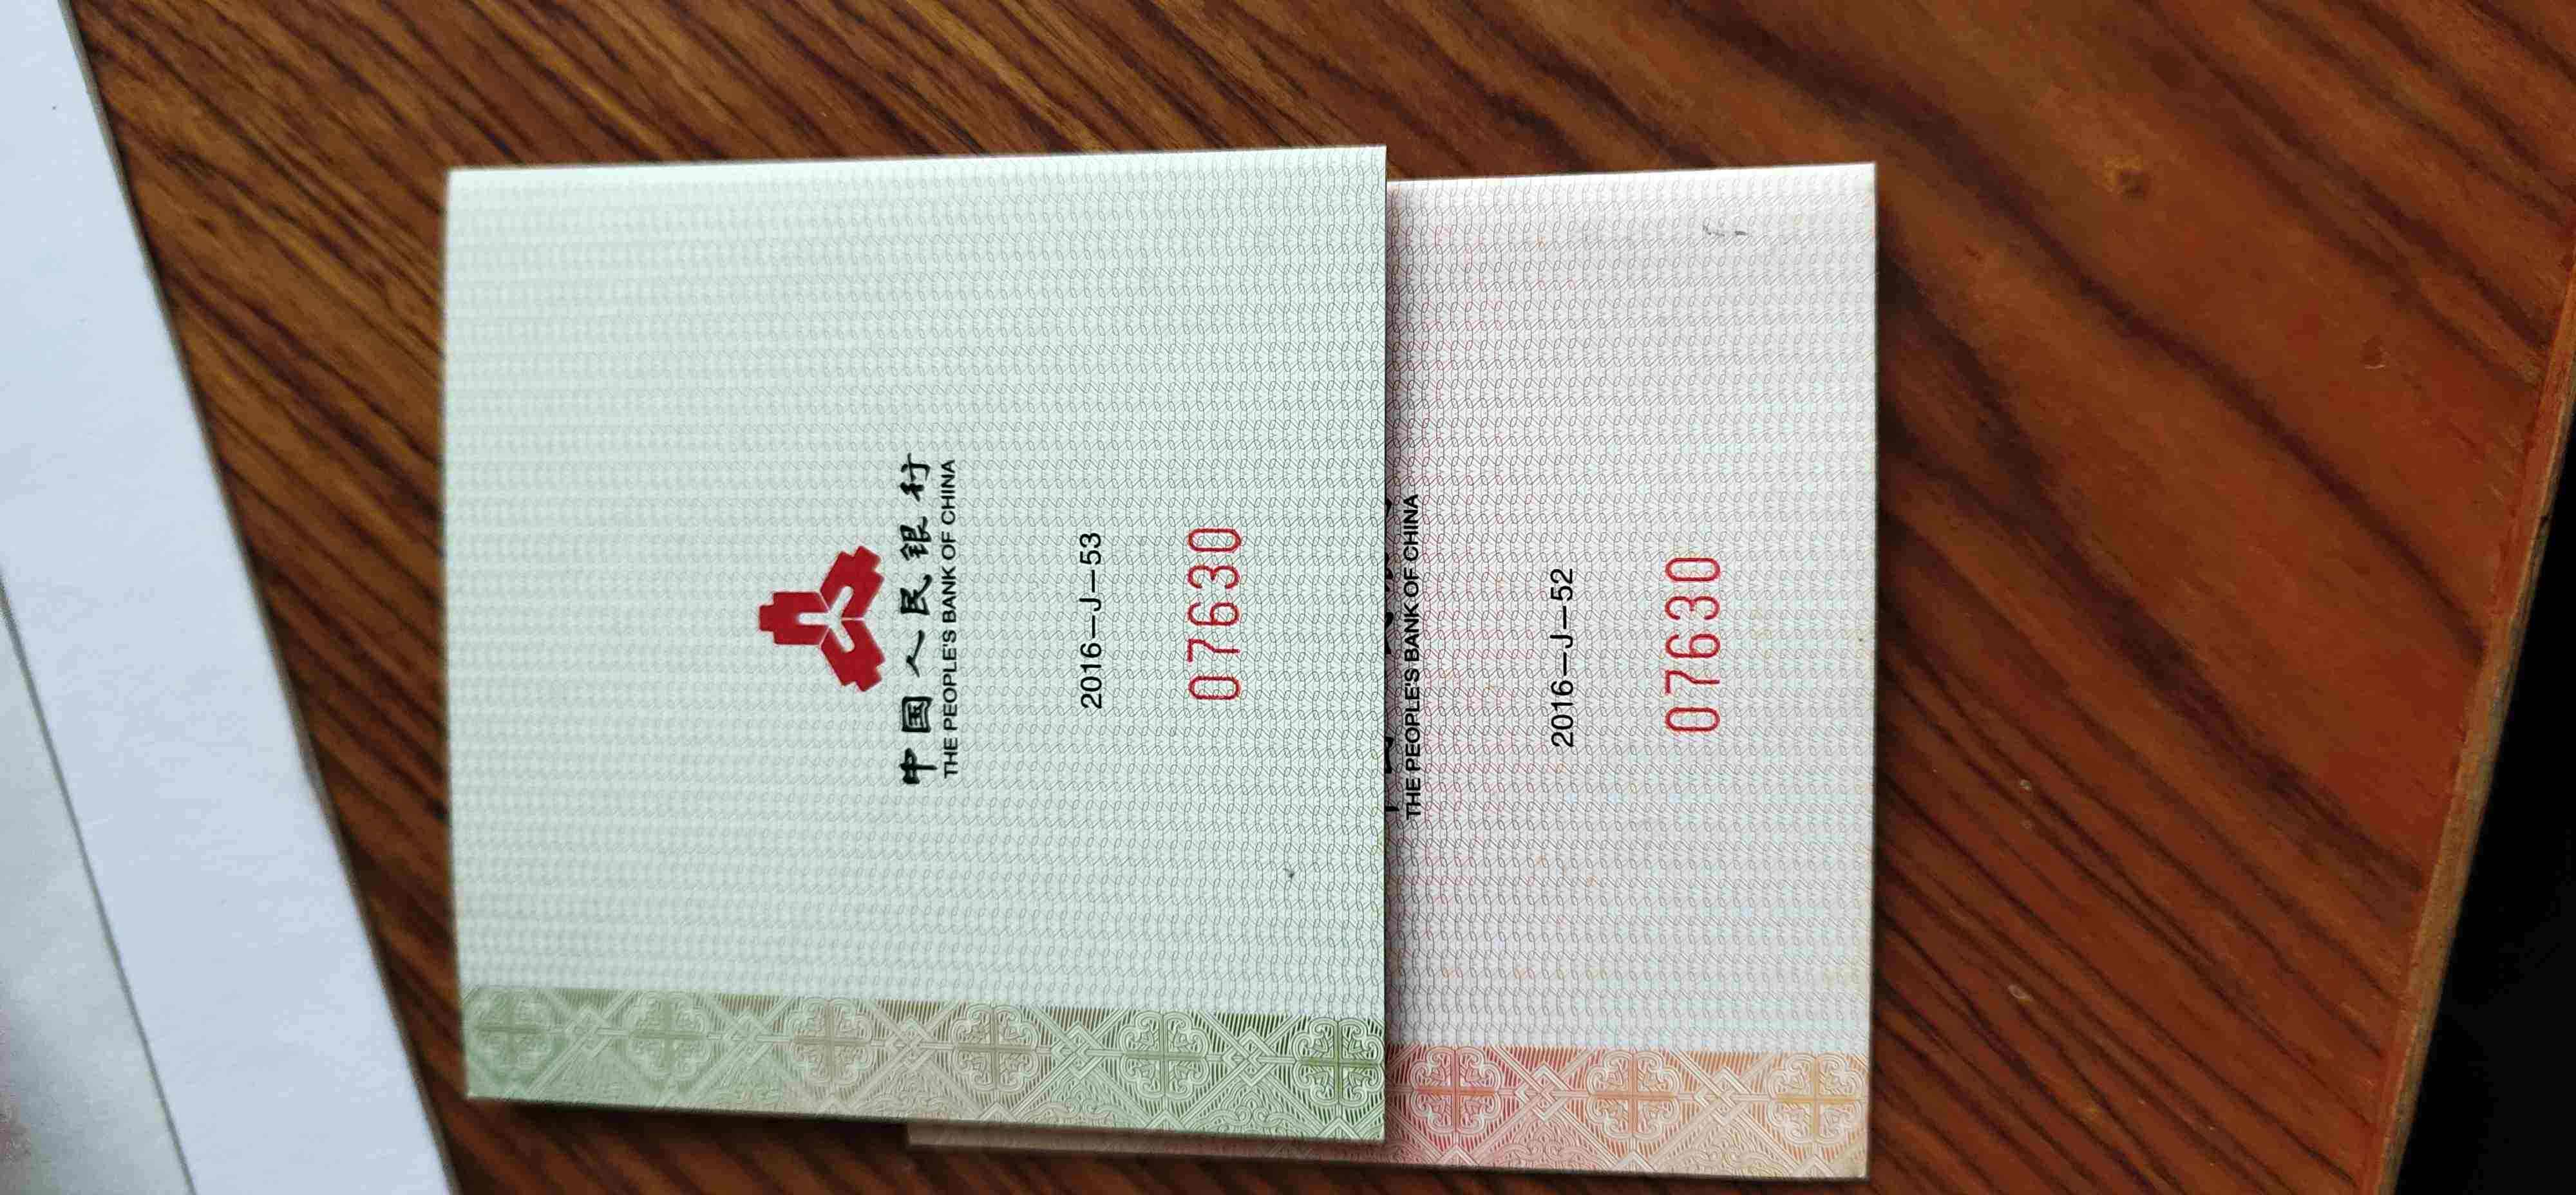 中国人民银行
THE PEOPLE'S BANK OF CHINA
2016—J—53
07630
THE PEOPLE'S BANK OF CHINA
2016—J—52
07630